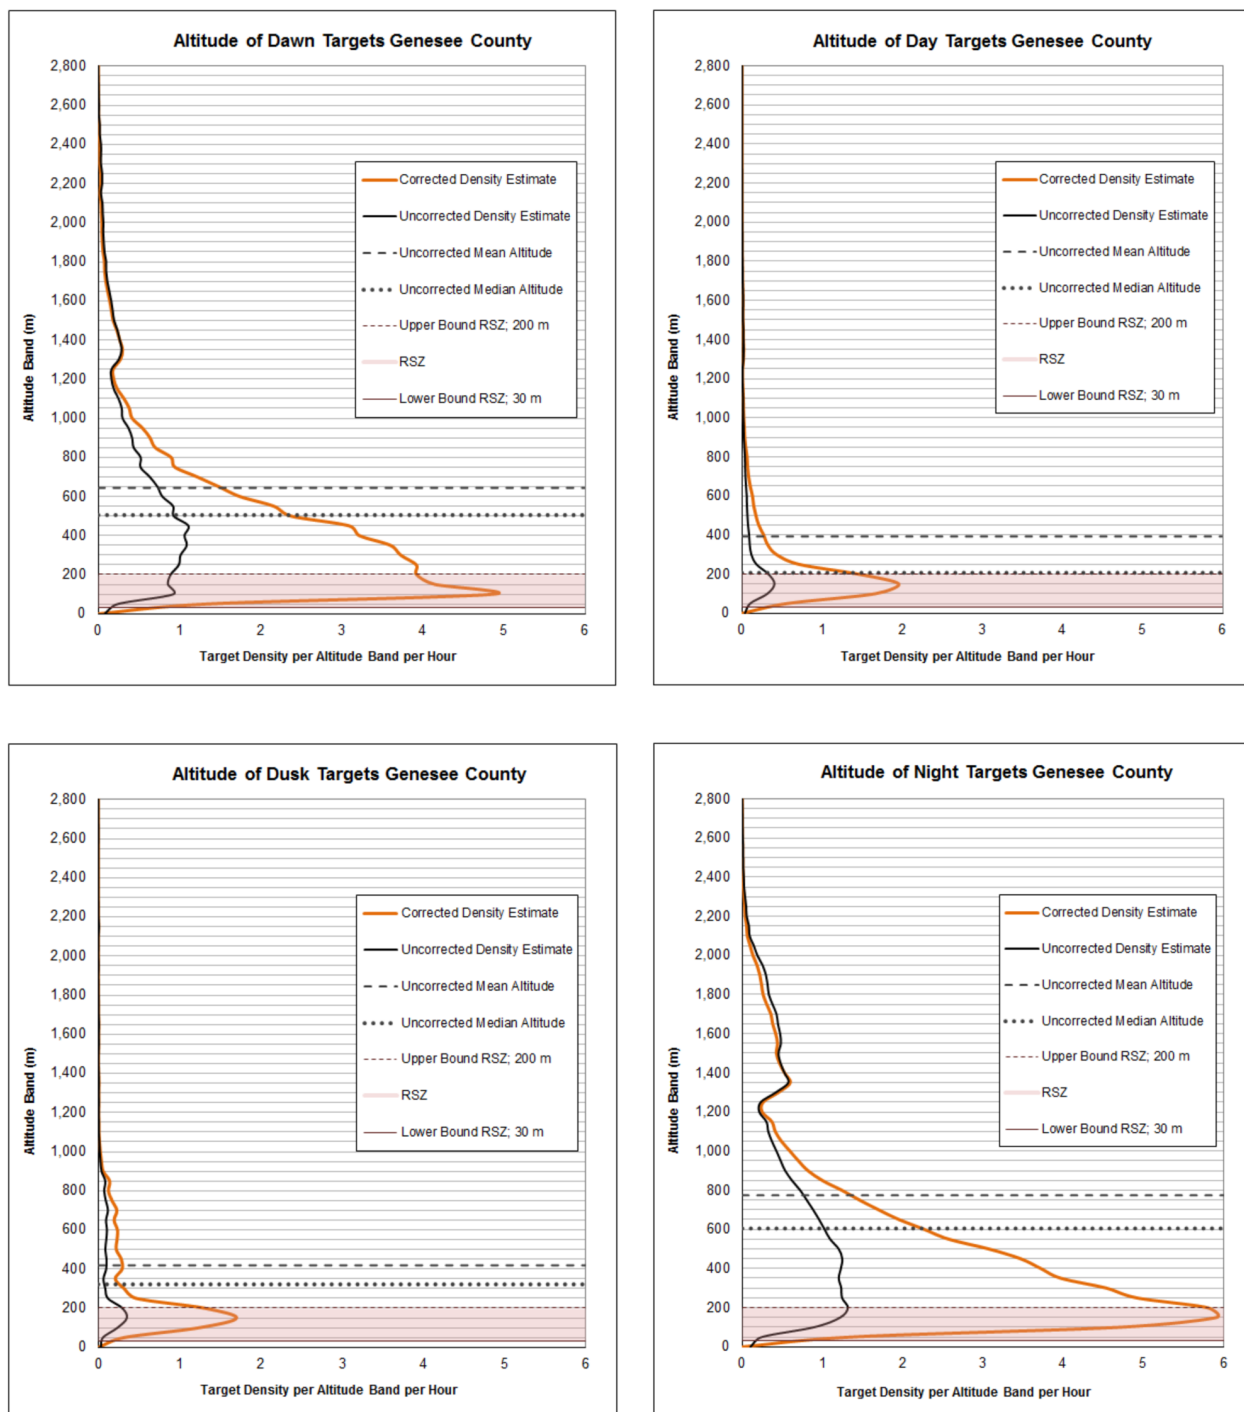 Altitude of Dawn Targets Genesee County
2,800
2,600
2,400
2,200
2,000
1,800
1,600
1,400
1,200
1,000
800
600
400
200
0
Altitude Band (m)
Corrected Density Estimate
Uncorrected Density Estimate
Uncorrected Mean Altitude
Uncorrected Median Altitude
Upper Bound RSZ; 200 m
RSZ
Lower Bound RSZ; 30 m
0 1 2 3 4 5 6
Target Density per Altitude Band per Hour
Altitude of Day Targets Genesee County
2,800
2,600
2,400
2,200
2,000
1,800
1,600
1,400
1,200
1,000
800
600
400
200
0
Altitude Band (m)
Corrected Density Estimate
Uncorrected Density Estimate
Uncorrected Mean Altitude
Uncorrected Median Altitude
Upper Bound RSZ; 200 m
RSZ
Lower Bound RSZ; 30 m
0 1 2 3 4 5 6
Target Density per Altitude Band per Hour
Altitude of Dusk Targets Genesee County
2,800
2,600
2,400
2,200
2,000
1,800
1,600
1,400
1,200
1,000
800
600
400
200
0
Altitude Band (m)
Corrected Density Estimate
Uncorrected Density Estimate
Uncorrected Mean Altitude
Uncorrected Median Altitude
Upper Bound RSZ; 200 m
RSZ
Lower Bound RSZ; 30 m
0 1 2 3 4 5 6
Target Density per Altitude Band per Hour
Altitude of Night Targets Genesee County
2,800
2,600
2,400
2,200
2,000
1,800
1,600
1,400
1,200
1,000
800
600
400
200
0
Altitude Band (m)
Corrected Density Estimate
Uncorrected Density Estimate
Uncorrected Mean Altitude
Uncorrected Median Altitude
Upper Bound RSZ; 200 m
RSZ
Lower Bound RSZ; 30 m
0 1 2 3 4 5 6
Target Density per Altitude Band per Hour